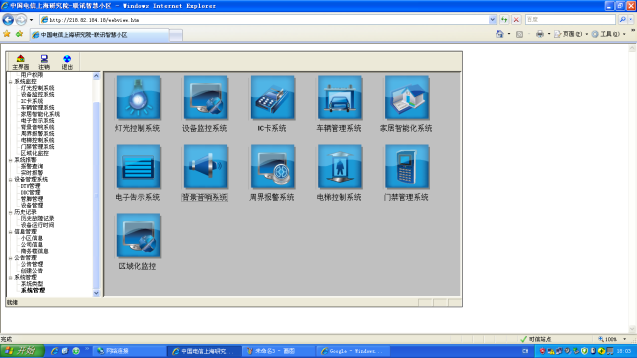 中国电信上海研究院-联讯智慧小区 - Windows Internet Explorer
http://218.82.104.18/webview.htm
百度
中国电信上海研究院-联讯智慧小区
页面(P)
工具(O)
主界面
注销
退出
用户权限
系统监控
灯光控制系统
设备监控系统
IC卡系统
车辆管理系统
家居智能化系统
电子告示系统
背景音响系统
周界报警系统
电梯控制系统
门禁管理系统
区域化监控
系统报警
报警查询
实时报警
设备管理系统
DTU管理
DDC管理
管脚管理
设备管理
历史记录
历史故障记录
设备运行时间
信息管理
小区信息
公司信息
商务楼信息
公告管理
公告管理
创建公告
系统管理
系统类型
系统管理
灯光控制系统
设备监控系统
IC卡系统
车辆管理系统
家居智能化系统
电子告示系统
背景音响系统
周界报警系统
电梯控制系统
门禁管理系统
区域化监控
就绪
完成
可信站点
100%
开始
网络连接
中国电信上海研究...
未命名3 - 画图
Google - Windows...
CH
18:03